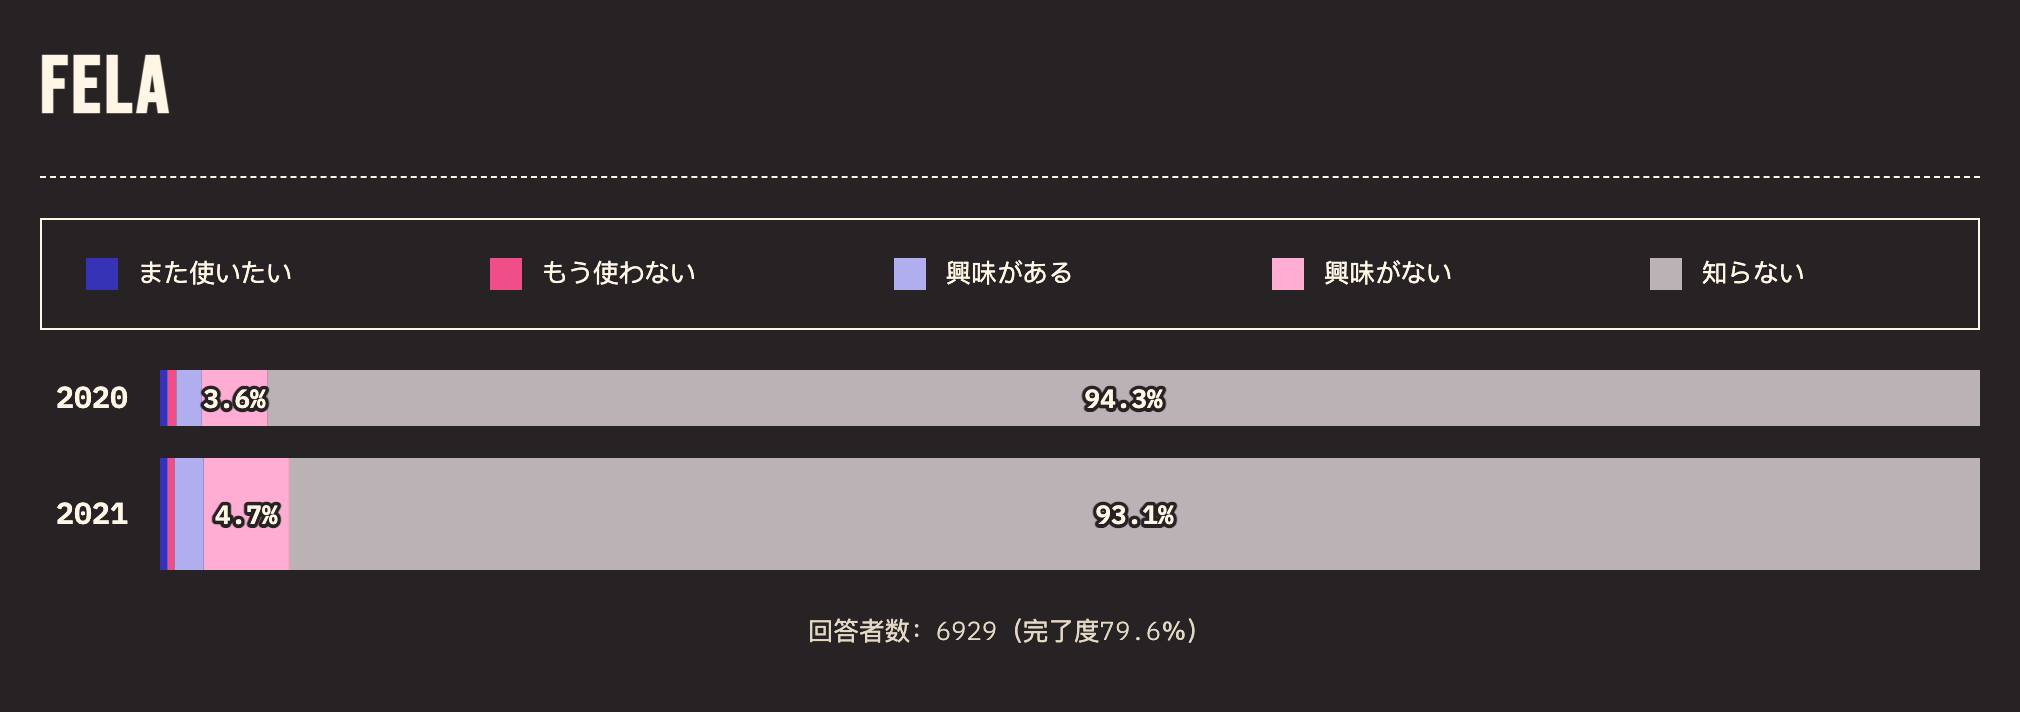 FELA
また使いたい もう使わない 興味がある 興味がない 知らない
2020 3.6% 94.3%
2021 4.7% 93.1%
回答者数: 6929 (完了度79.6%)